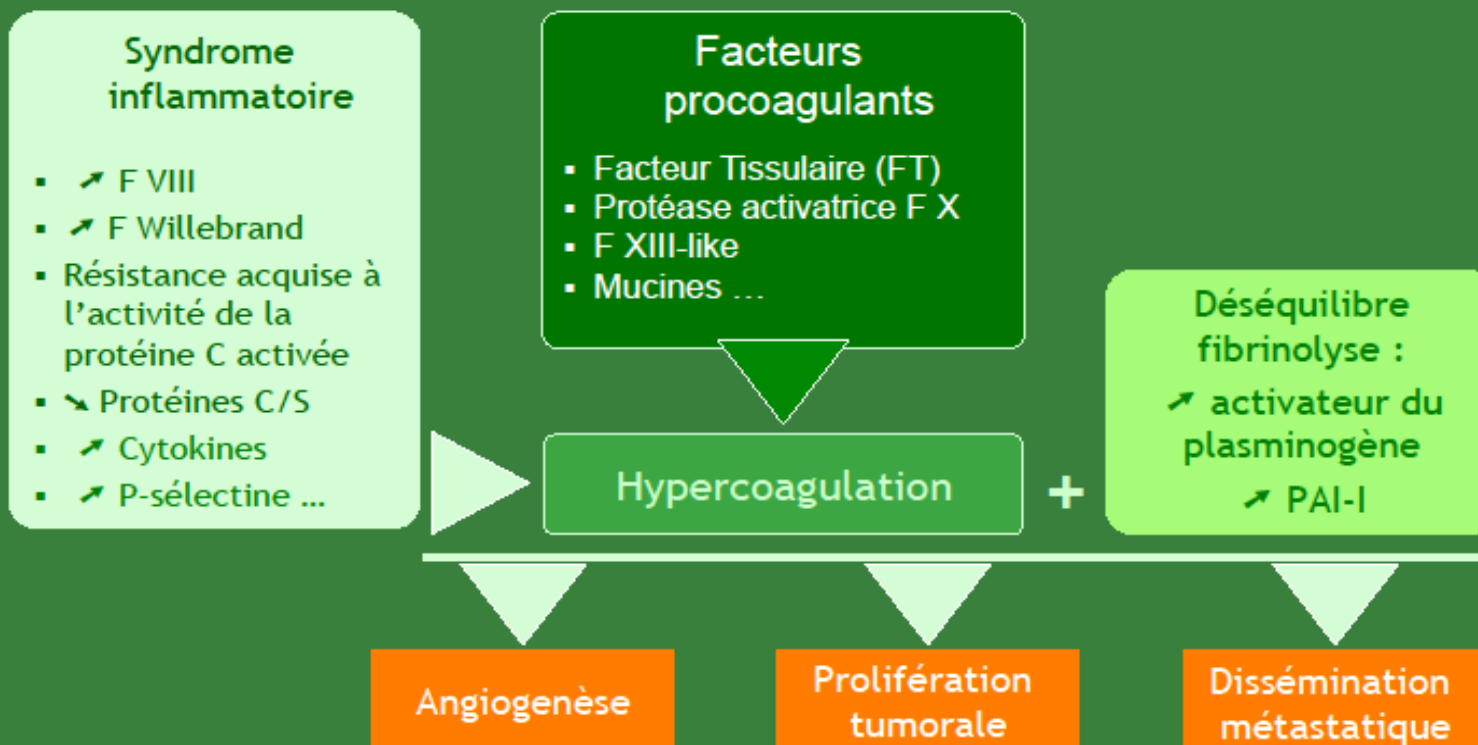 Syndrome
inflammatoire
▪ ➚ F VIII
▪ ➚ F Willebrand
▪ Résistance acquise à
l'activité de la
protéine C activée
▪ ➘ Protéines C/S
▪ ➚ Cytokines
▪ ➚ P-sélectine ...
Facteurs
procoagulants
▪ Facteur Tissulaire (FT)
▪ Protéase activatrice F X
▪ F XIII-like
▪ Mucines ...
Hypercoagulation
+
Déséquilibre
fibrinolyse :
➚ activateur du
plasminogène
➚ PAI-I
Angiogenèse
Prolifération
tumorale
Dissémination
métastatique